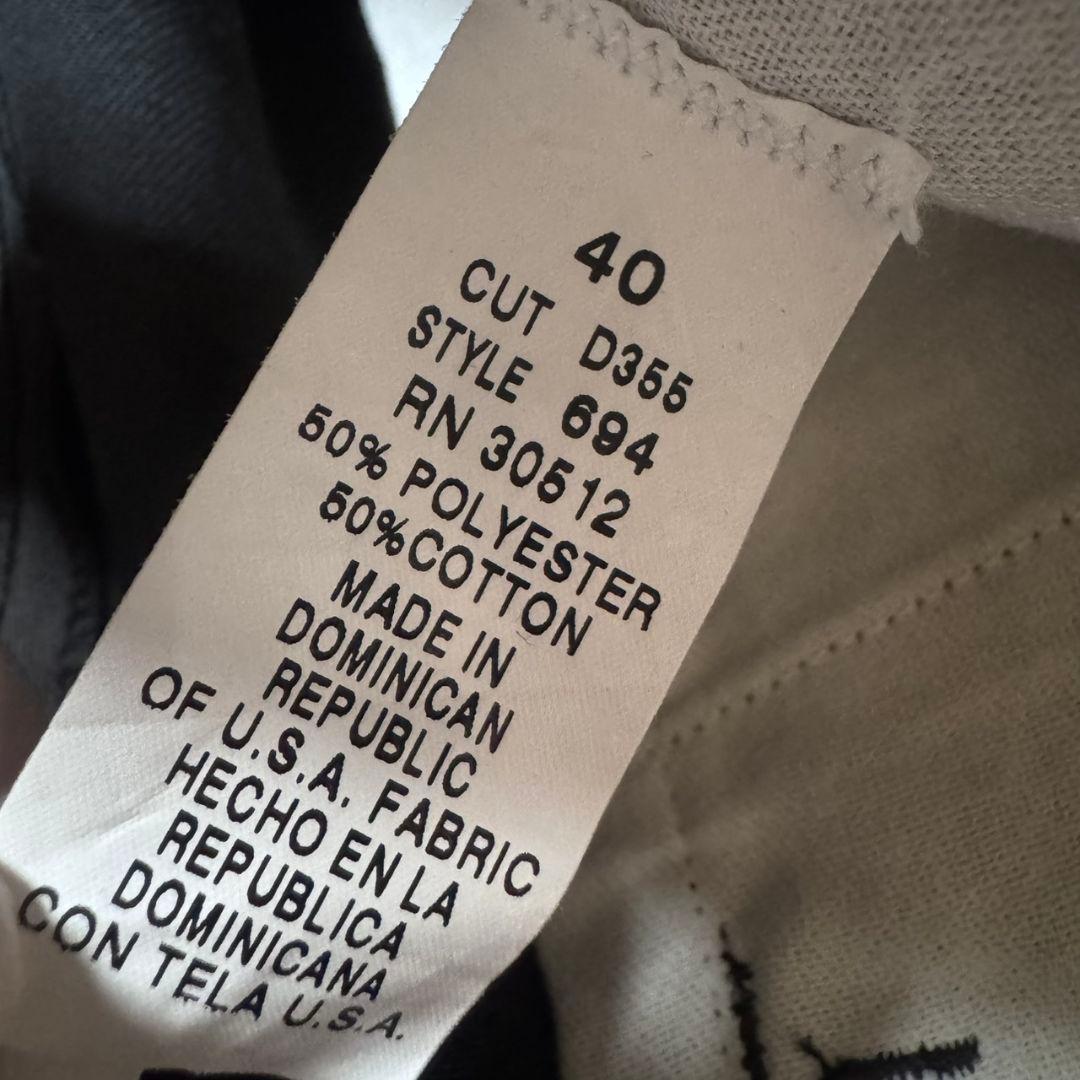 40
CUT D355
STYLE 694
RN 30512
50% POLYESTER
50%COTTON
MADE IN
DOMINICAN
REPUBLIC
OF U.S.A. FABRIC
HECHO EN LA
REPUBLICA
DOMINICANA
CON TELA U.S.A.